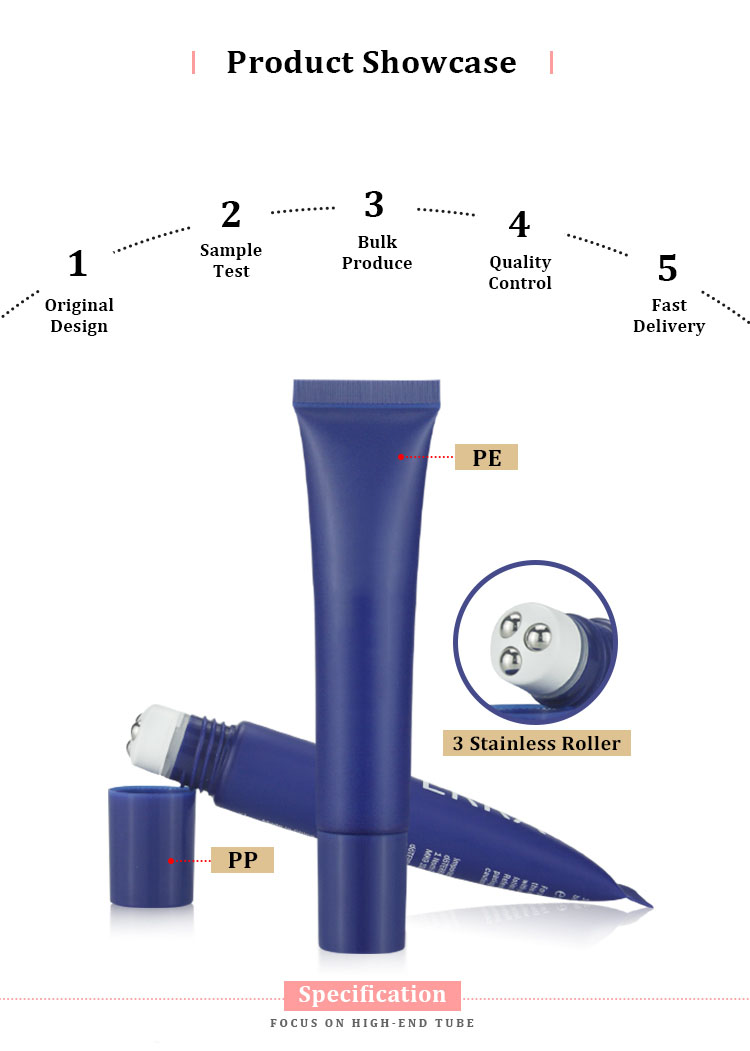 Product Showcase
1
Original
Design
2
Sample
Test
3
Bulk
Produce
4
Quality
Control
5
Fast
Delivery
PE
3 Stainless Roller
PP
Specification
FOCUS ON HIGH-END TUBE